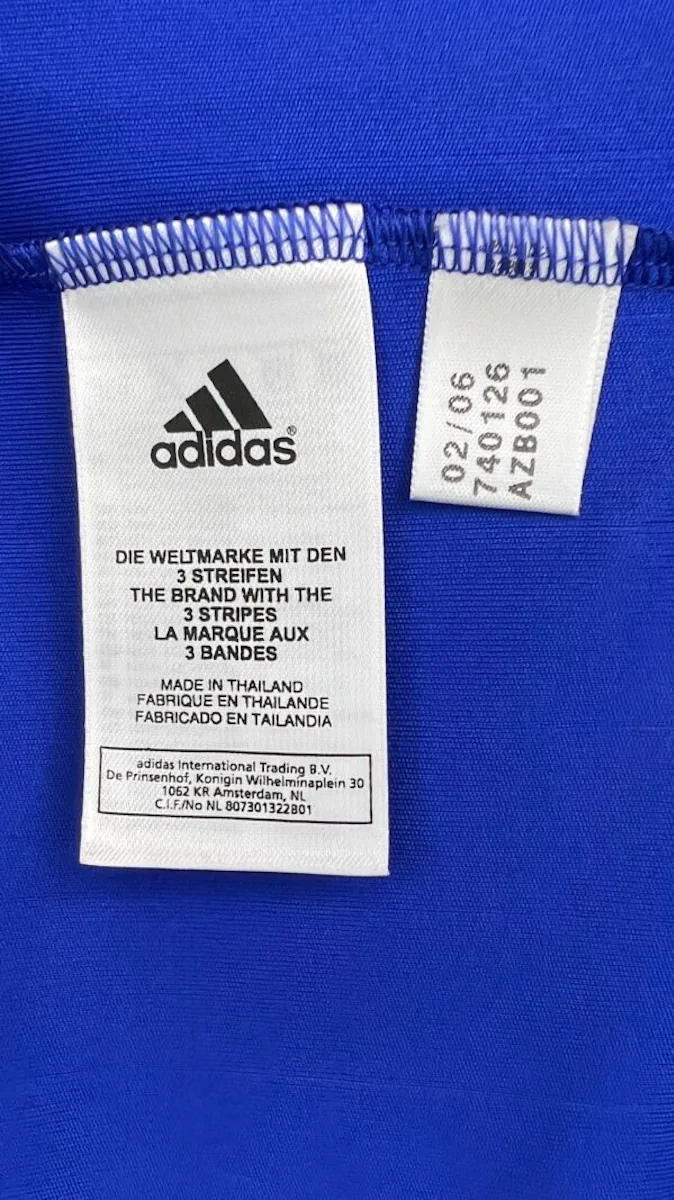 adidas®
DIE WELTMARKE MIT DEN
3 STREIFEN
THE BRAND WITH THE
3 STRIPES
LA MARQUE AUX
3 BANDES
MADE IN THAILAND
FABRIQUE EN THAILANDE
FABRICADO EN TAILANDIA
adidas International Trading B.V.
De Prinsenhof, Konigin Wilhelminaplein 30
1062 KR Amsterdam, NL
C.I.F./No NL 807301322B01
02/06
740126
AZB001